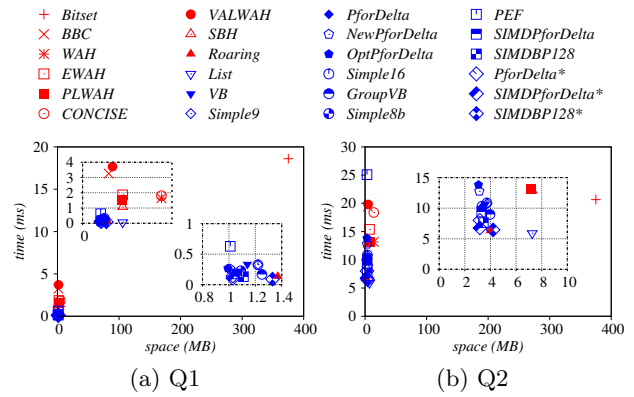 Bitset VALWAH PforDelta PEF
BBC SBH NewPforDelta SIMDPforDelta
WAH Roaring OptPforDelta SIMDBP128
EWAH List Simple16 PforDelta*
PLWAH VB GroupVB SIMDPforDelta*
CONCISE Simple9 Simple8b SIMDBP128*
time (ms)
20
15
10
5
0
0 100 200 300 400
space (MB)
4
3
2
1
0
0
1
0.5
0
0.8 1 1.2 1.4
(a) Q1
time (ms)
30
25
20
15
10
5
0
0 100 200 300 400
space (MB)
15
10
5
0
0 2 4 6 8 10
(b) Q2